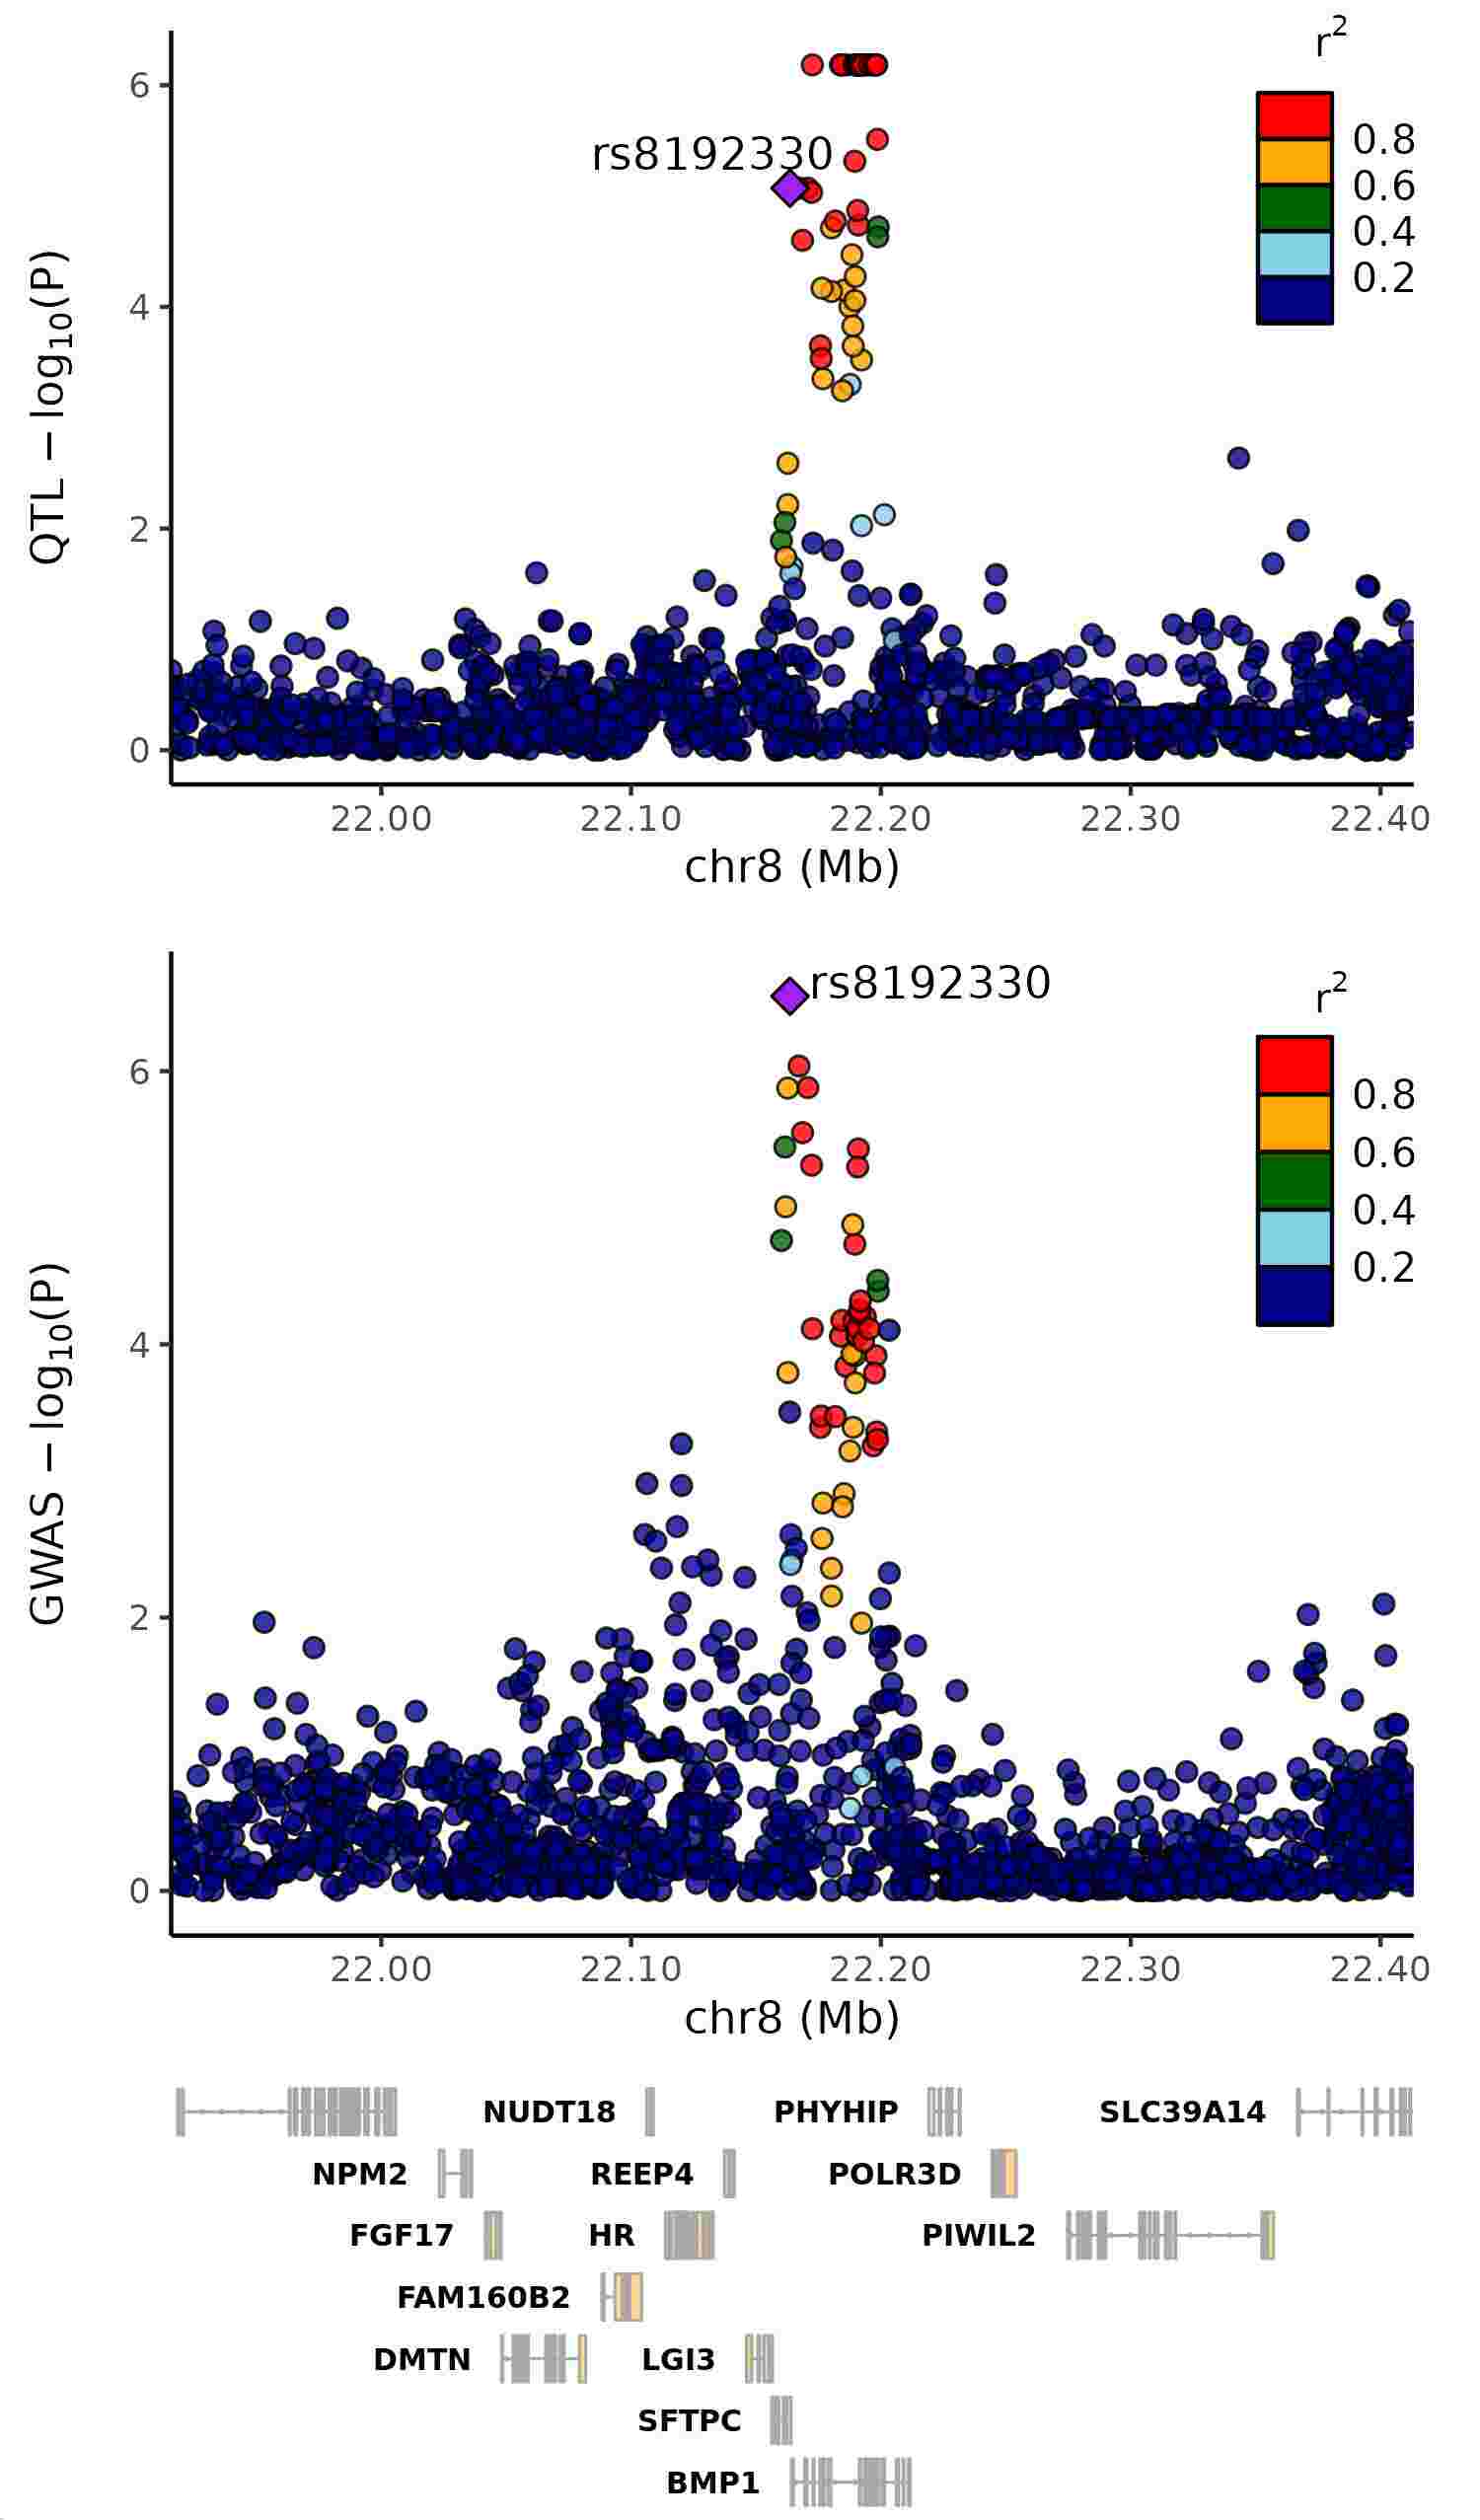 r²
0.8
0.6
0.4
0.2
rs8192330
6
4
2
0
QTL − log₁₀(P)
22.00 22.10 22.20 22.30 22.40
chr8 (Mb)
rs8192330
r²
0.8
0.6
0.4
0.2
6
4
2
0
GWAS − log₁₀(P)
22.00 22.10 22.20 22.30 22.40
chr8 (Mb)
NUDT18 PHYHIP SLC39A14
NPM2 REEP4 POLR3D
FGF17 HR PIWIL2
FAM160B2
DMTN LGI3
SFTPC
BMP1